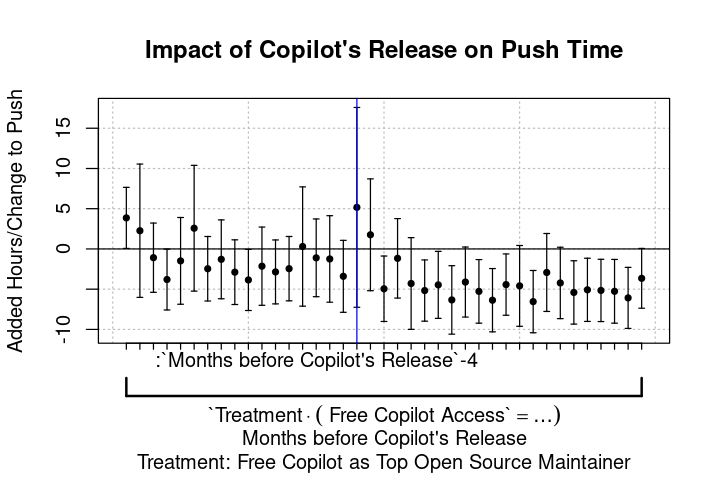 Impact of Copilot's Release on Push Time
Added Hours/Change to Push
15
10
5
0
-10
:`Months before Copilot's Release`-4
`Treatment · ( Free Copilot Access` = …)
Months before Copilot's Release
Treatment: Free Copilot as Top Open Source Maintainer